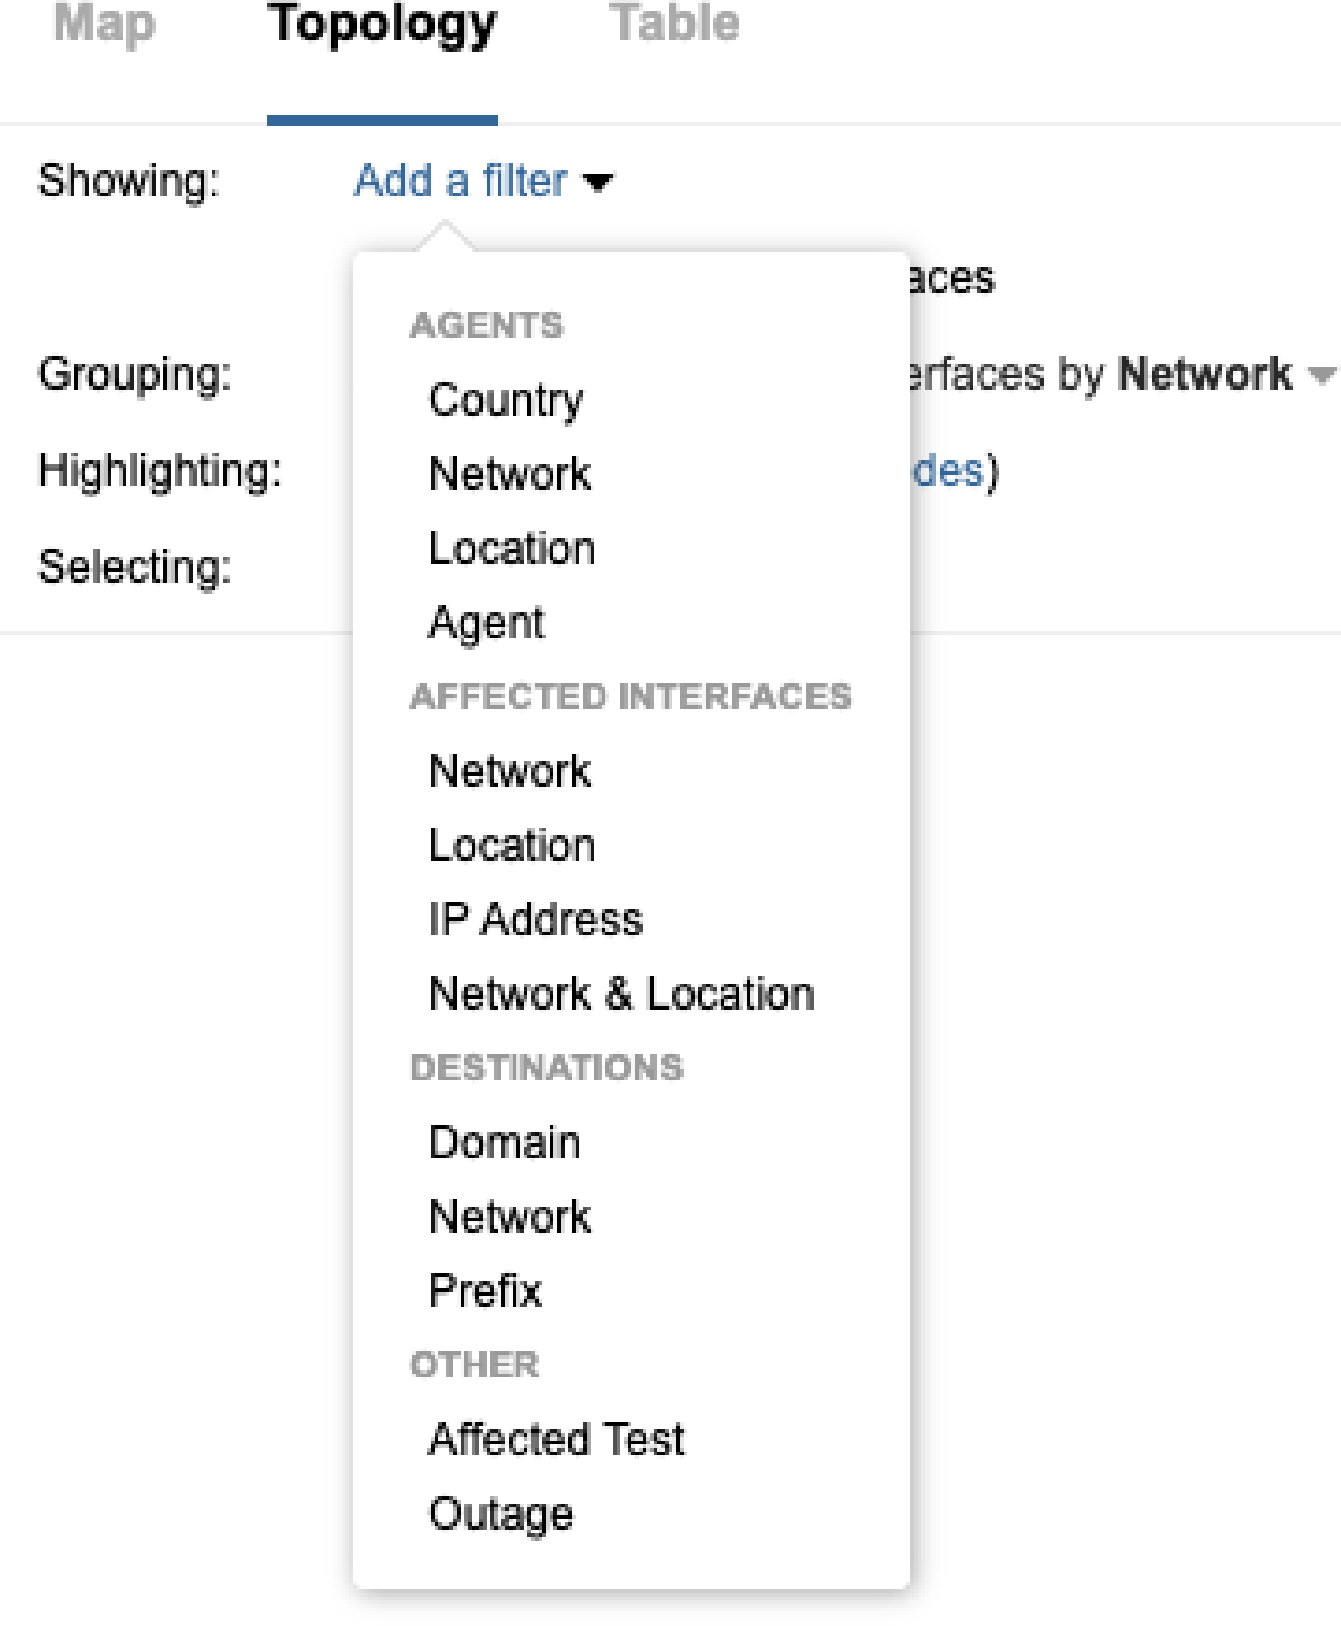 Map Topology Table
Showing: Add a filter
aces
AGENTS
Grouping: erfaces by Network
Country
Highlighting: Network des)
Location
Selecting:
Agent
AFFECTED INTERFACES
Network
Location
IP Address
Network & Location
DESTINATIONS
Domain
Network
Prefix
OTHER
Affected Test
Outage